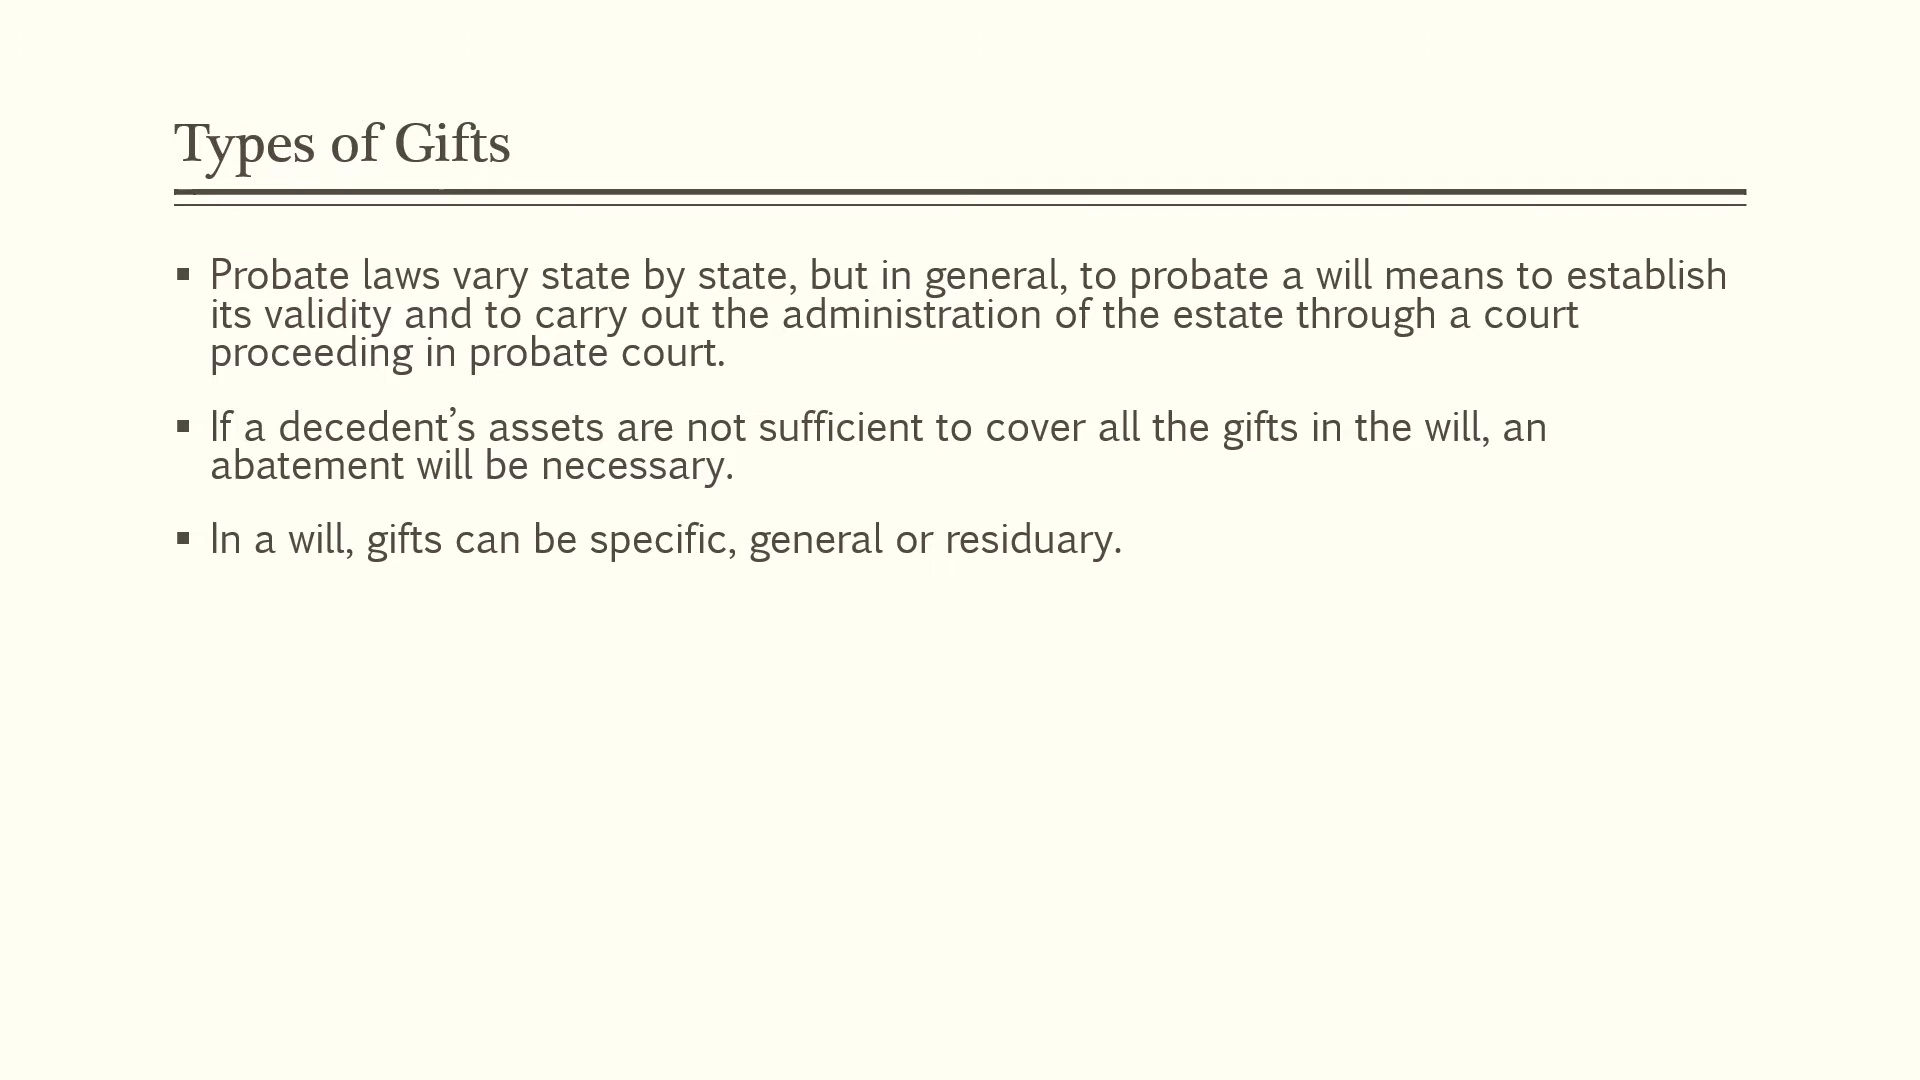 Types of Gifts
▪ Probate laws vary state by state, but in general, to probate a will means to establish
its validity and to carry out the administration of the estate through a court
proceeding in probate court.
▪ If a decedent’s assets are not sufficient to cover all the gifts in the will, an
abatement will be necessary.
▪ In a will, gifts can be specific, general or residuary.